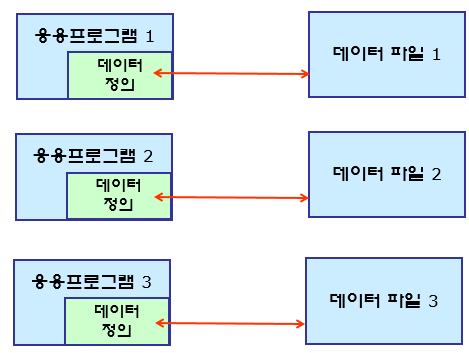 응용프로그램 1
데이터
정의
데이터 파일 1
응용프로그램 2
데이터
정의
데이터 파일 2
응용프로그램 3
데이터
정의
데이터 파일 3